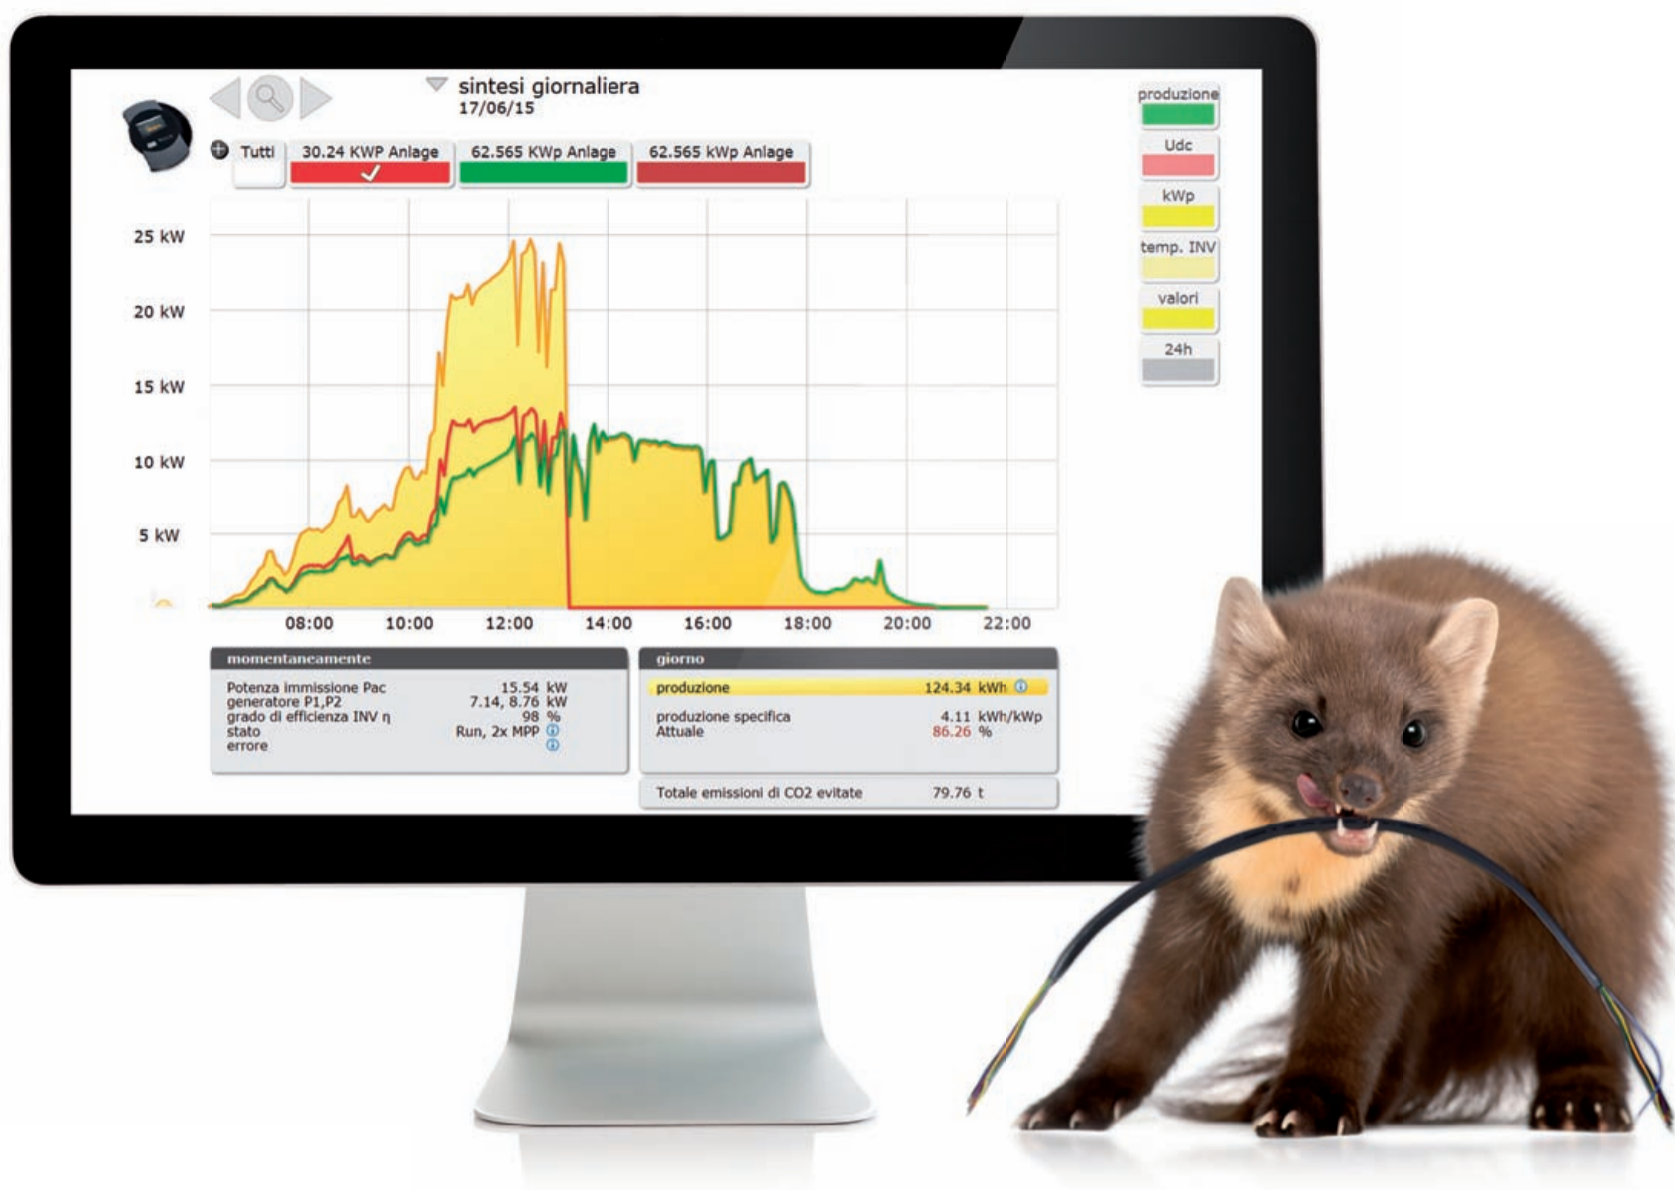 sintesi giornaliera
17/06/15
Tutti
30.24 KWP Anlage
62.565 KWp Anlage
62.565 kWp Anlage
produzione
Udc
kWp
temp. INV
valori
24h
25 kW
20 kW
15 kW
10 kW
5 kW
08:00 10:00 12:00 14:00 16:00 18:00 20:00 22:00
momentaneamente
Potenza immissione Pac 15.54 kW
generatore P1,P2 7.14, 8.76 kW
grado di efficienza INV η 98 %
stato Run, 2x MPP
errore
giorno
produzione 124.34 kWh
produzione specifica 4.11 kWh/kWp
Attuale 86.26 %
Totale emissioni di CO2 evitate 79.76 t